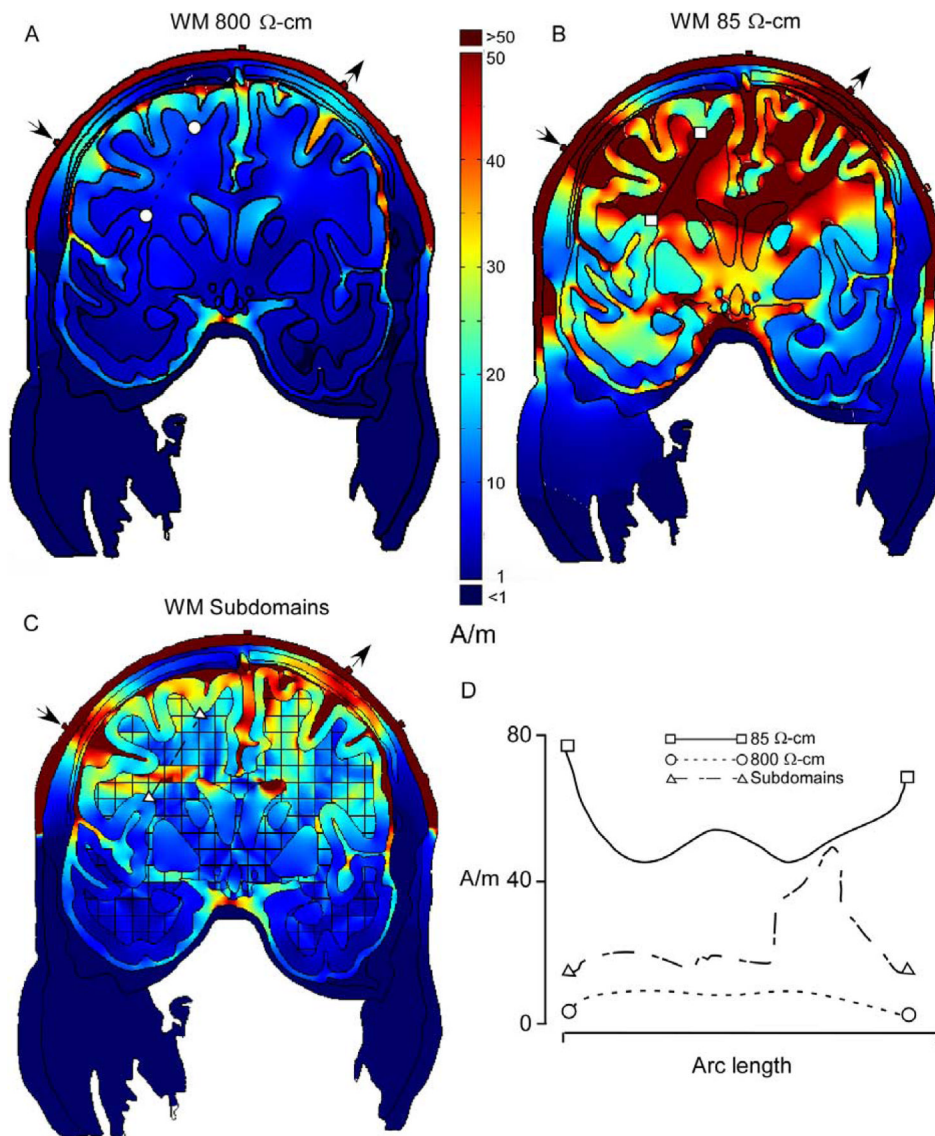 A
WM 800 Ω-cm
B
WM 85 Ω-cm
>50
50
40
30
20
10
1
<1
A/m
C
WM Subdomains
D
80
A/m 40
0
85 Ω-cm
800 Ω-cm
Subdomains
Arc length